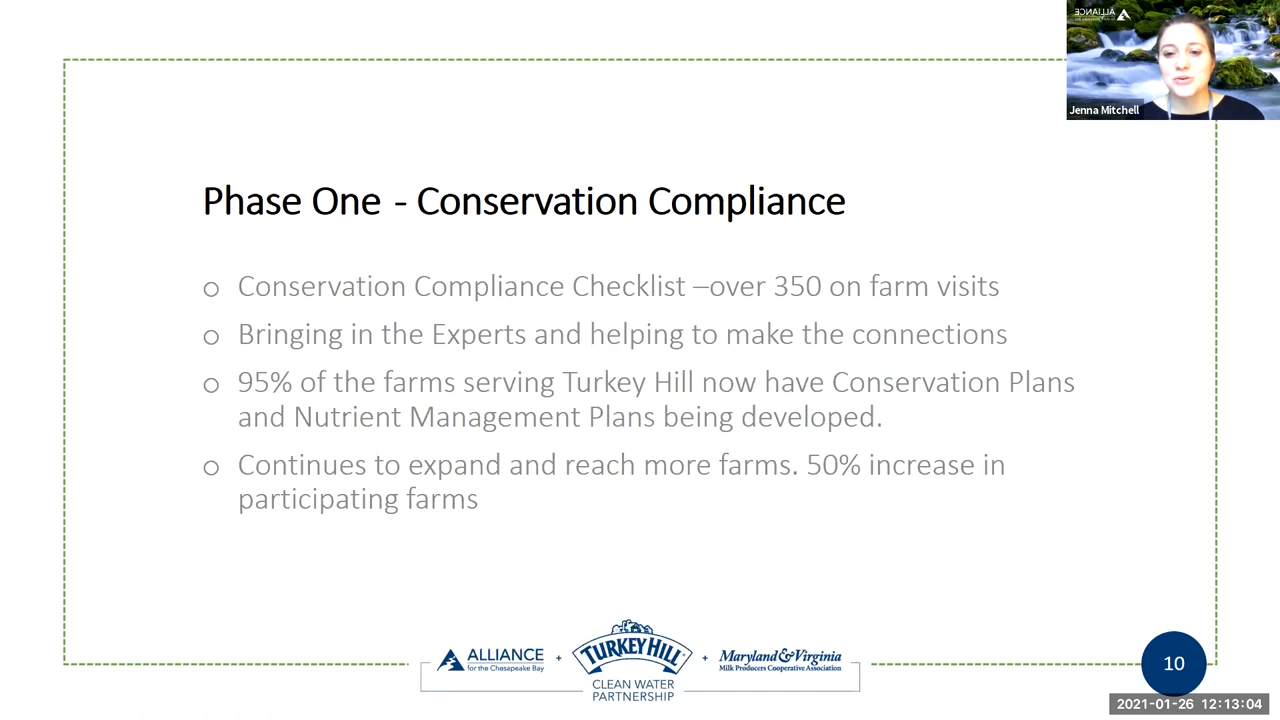 ALLIANCE
Jenna Mitchell
Phase One - Conservation Compliance
o Conservation Compliance Checklist –over 350 on farm visits
o Bringing in the Experts and helping to make the connections
o 95% of the farms serving Turkey Hill now have Conservation Plans
and Nutrient Management Plans being developed.
o Continues to expand and reach more farms. 50% increase in
participating farms
ALLIANCE
for the Chesapeake Bay
+
TURKEY HILL
CLEAN WATER
PARTNERSHIP
+
Maryland & Virginia
Milk Producers Cooperative Association
10
2021-01-26 12:13:04